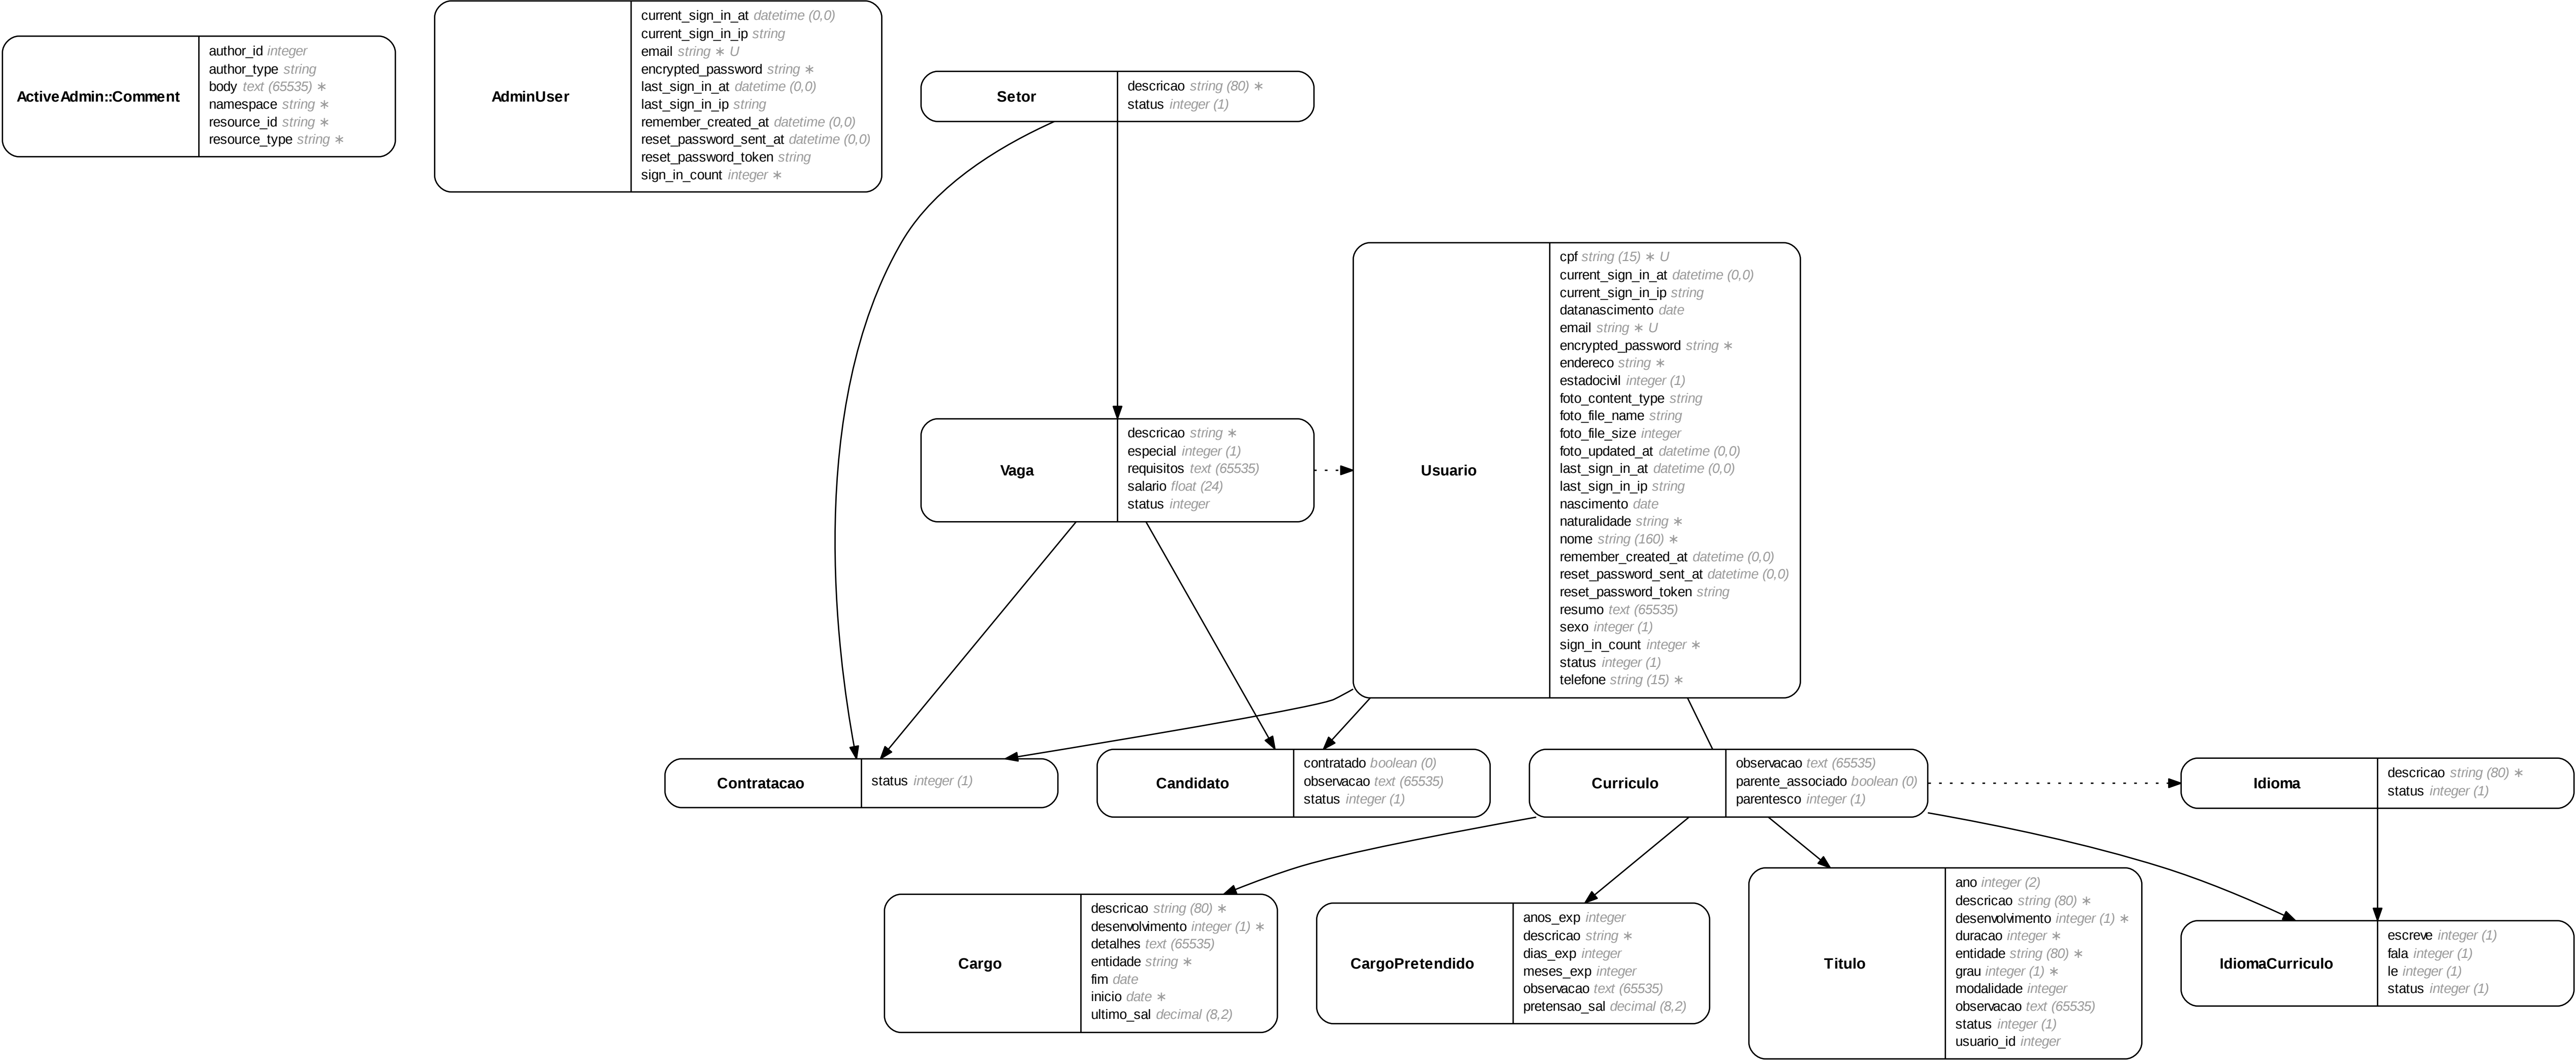 ActiveAdmin::Comment
author_id integer
author_type string
body text (65535) ∗
namespace string ∗
resource_id string ∗
resource_type string ∗
AdminUser
current_sign_in_at datetime (0,0)
current_sign_in_ip string
email string ∗ U
encrypted_password string ∗
last_sign_in_at datetime (0,0)
last_sign_in_ip string
remember_created_at datetime (0,0)
reset_password_sent_at datetime (0,0)
reset_password_token string
sign_in_count integer ∗
Setor
descricao string (80) ∗
status integer (1)
Vaga
descricao string ∗
especial integer (1)
requisitos text (65535)
salario float (24)
status integer
Usuario
cpf string (15) ∗ U
current_sign_in_at datetime (0,0)
current_sign_in_ip string
datanascimento date
email string ∗ U
encrypted_password string ∗
endereco string ∗
estadocivil integer (1)
foto_content_type string
foto_file_name string
foto_file_size integer
foto_updated_at datetime (0,0)
last_sign_in_at datetime (0,0)
last_sign_in_ip string
nascimento date
naturalidade string ∗
nome string (160) ∗
remember_created_at datetime (0,0)
reset_password_sent_at datetime (0,0)
reset_password_token string
resumo text (65535)
sexo integer (1)
sign_in_count integer ∗
status integer (1)
telefone string (15) ∗
Contratacao
status integer (1)
Candidato
contratado boolean (0)
observacao text (65535)
status integer (1)
Curriculo
observacao text (65535)
parente_associado boolean (0)
parentesco integer (1)
Idioma
descricao string (80) ∗
status integer (1)
Cargo
descricao string (80) ∗
desenvolvimento integer (1) ∗
detalhes text (65535)
entidade string ∗
fim date
inicio date ∗
ultimo_sal decimal (8,2)
CargoPretendido
anos_exp integer
descricao string ∗
dias_exp integer
meses_exp integer
observacao text (65535)
pretensao_sal decimal (8,2)
Titulo
ano integer (2)
descricao string (80) ∗
desenvolvimento integer (1) ∗
duracao integer ∗
entidade string (80) ∗
grau integer (1) ∗
modalidade integer
observacao text (65535)
status integer (1)
usuario_id integer
IdiomaCurriculo
escreve integer (1)
fala integer (1)
le integer (1)
status integer (1)